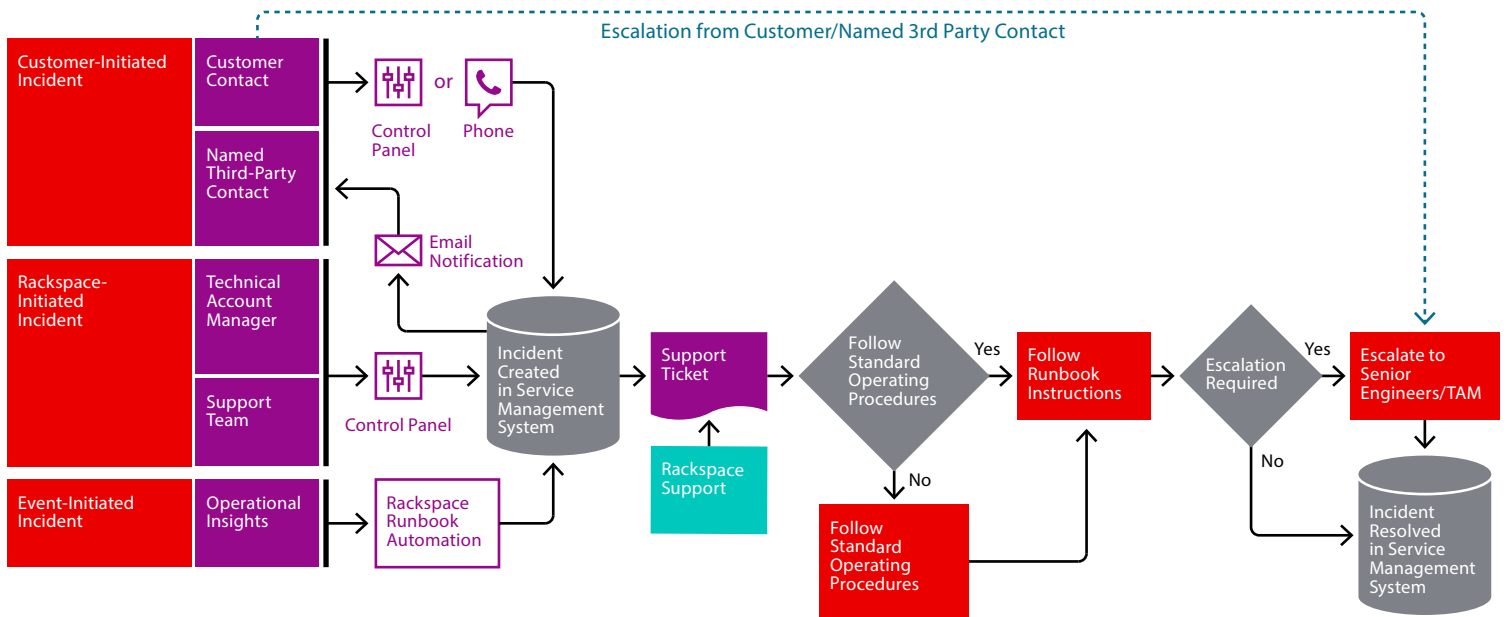 Escalation from Customer/Named 3rd Party Contact
Customer-Initiated
Incident
Customer
Contact
Named
Third-Party
Contact
or
Control
Panel
Phone
Email
Notification
Rackspace-
Initiated
Incident
Technical
Account
Manager
Support
Team
Control Panel
Incident
Created
in Service
Management
System
Support
Ticket
Rackspace
Support
Follow
Standard
Operating
Procedures
Yes
No
Follow
Standard
Operating
Procedures
Follow
Runbook
Instructions
Escalation
Required
Yes
No
Escalate to
Senior
Engineers/TAM
Incident
Resolved
in Service
Management
System
Event-Initiated
Incident
Operational
Insights
Rackspace
Runbook
Automation